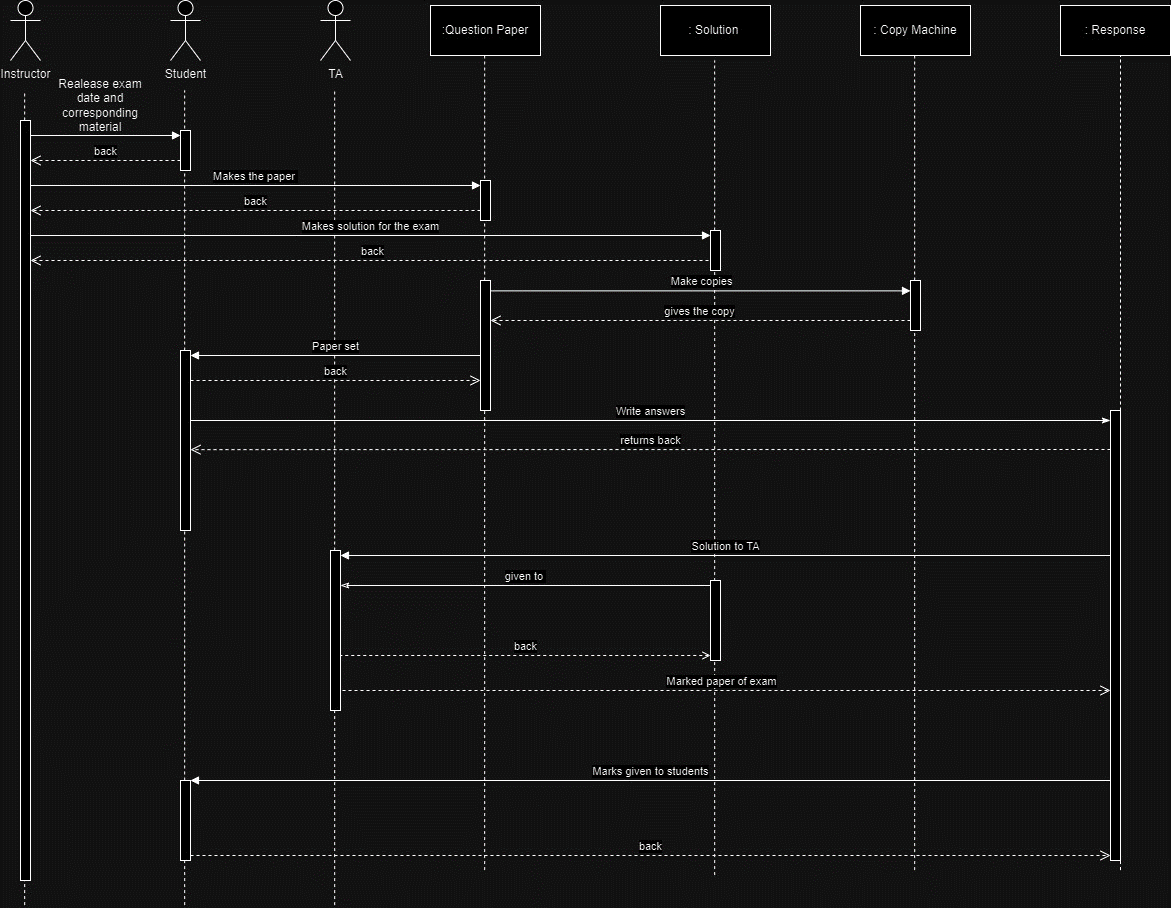 :Question Paper
: Solution
: Copy Machine
: Response
Instructor
Student
TA
Realease exam
date and
corresponding
material
back
Makes the paper
back
Makes solution for the exam
back
Make copies
gives the copy
Paper set
back
Write answers
returns back
Solution to TA
given to
back
Marked paper of exam
Marks given to students
back